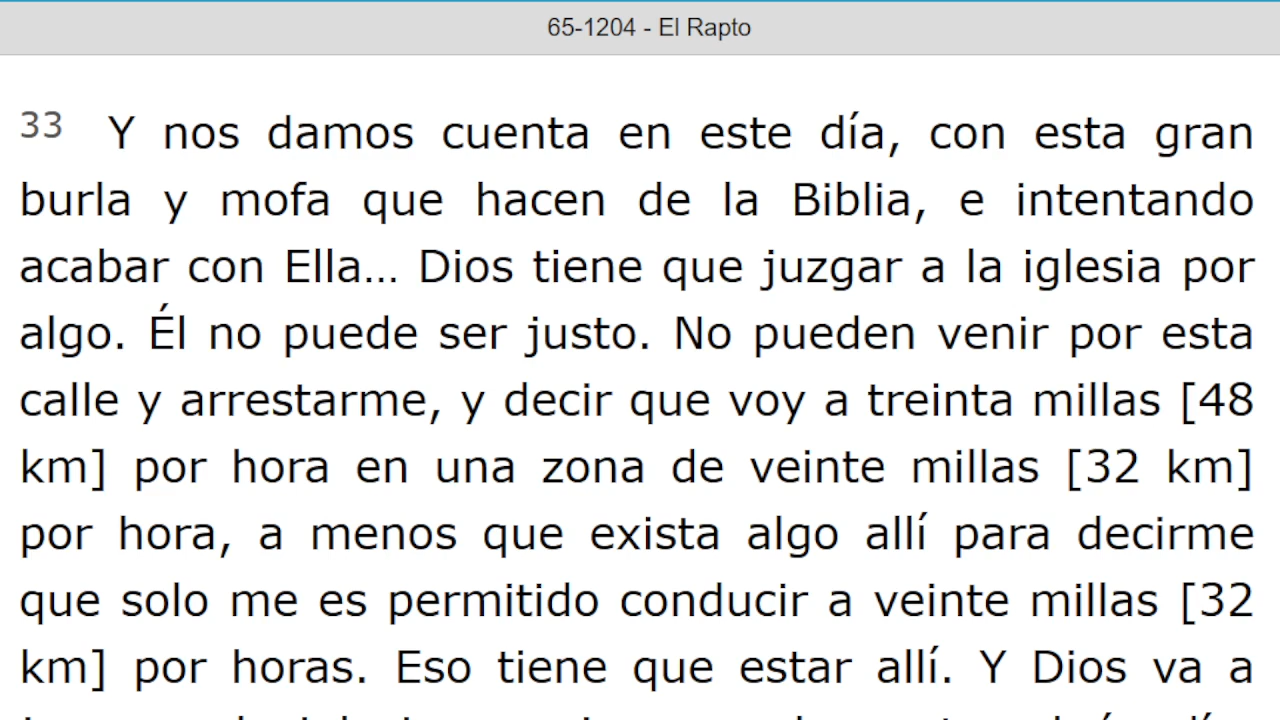 65-1204 - El Rapto
33 Y nos damos cuenta en este día, con esta gran
burla y mofa que hacen de la Biblia, e intentando
acabar con Ella... Dios tiene que juzgar a la iglesia por
algo. Él no puede ser justo. No pueden venir por esta
calle y arrestarme, y decir que voy a treinta millas [48
km] por hora en una zona de veinte millas [32 km]
por hora, a menos que exista algo allí para decirme
que solo me es permitido conducir a veinte millas [32
km] por horas. Eso tiene que estar allí. Y Dios va a